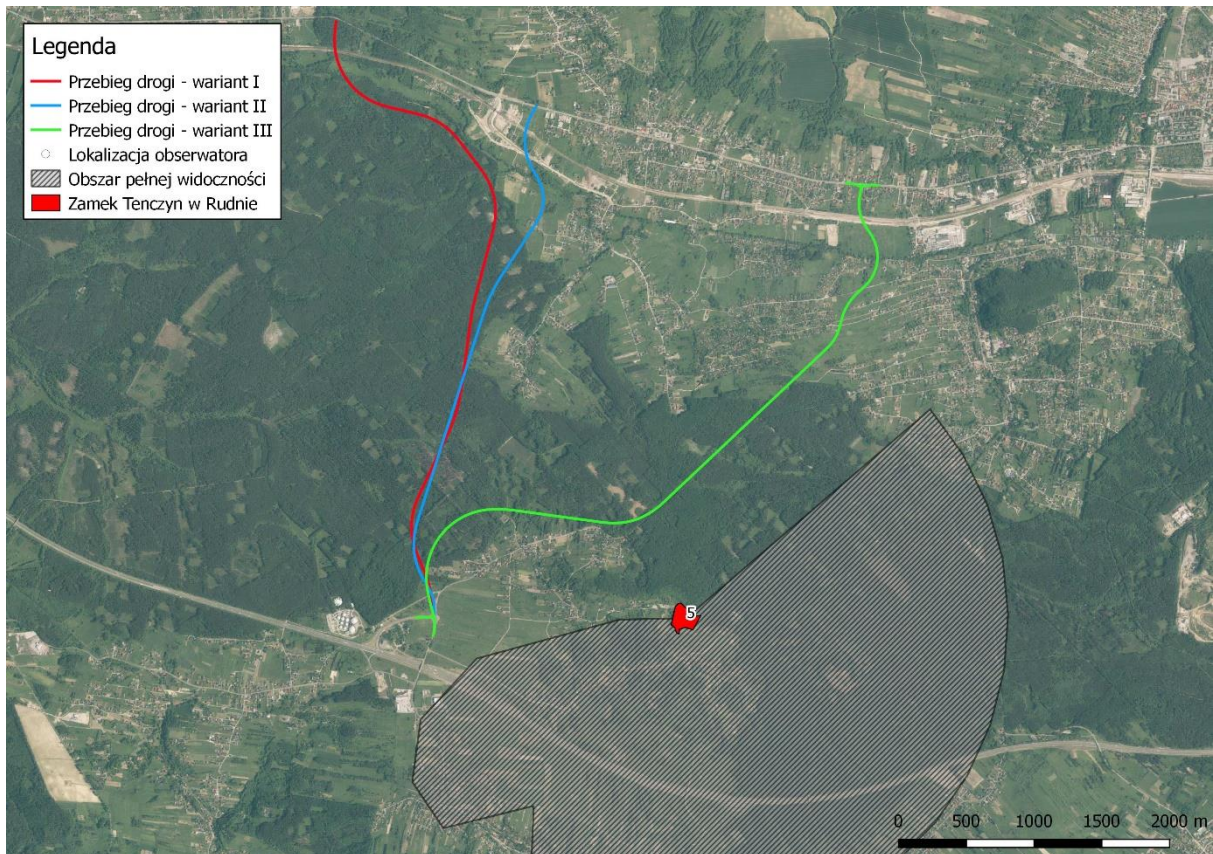 Legenda
Przebieg drogi - wariant I
Przebieg drogi - wariant II
Przebieg drogi - wariant III
Lokalizacja obserwatora
Obszar pełnej widoczności
Zamek Tenczyn w Rudnie
5
0 500 1000 1500 2000 m